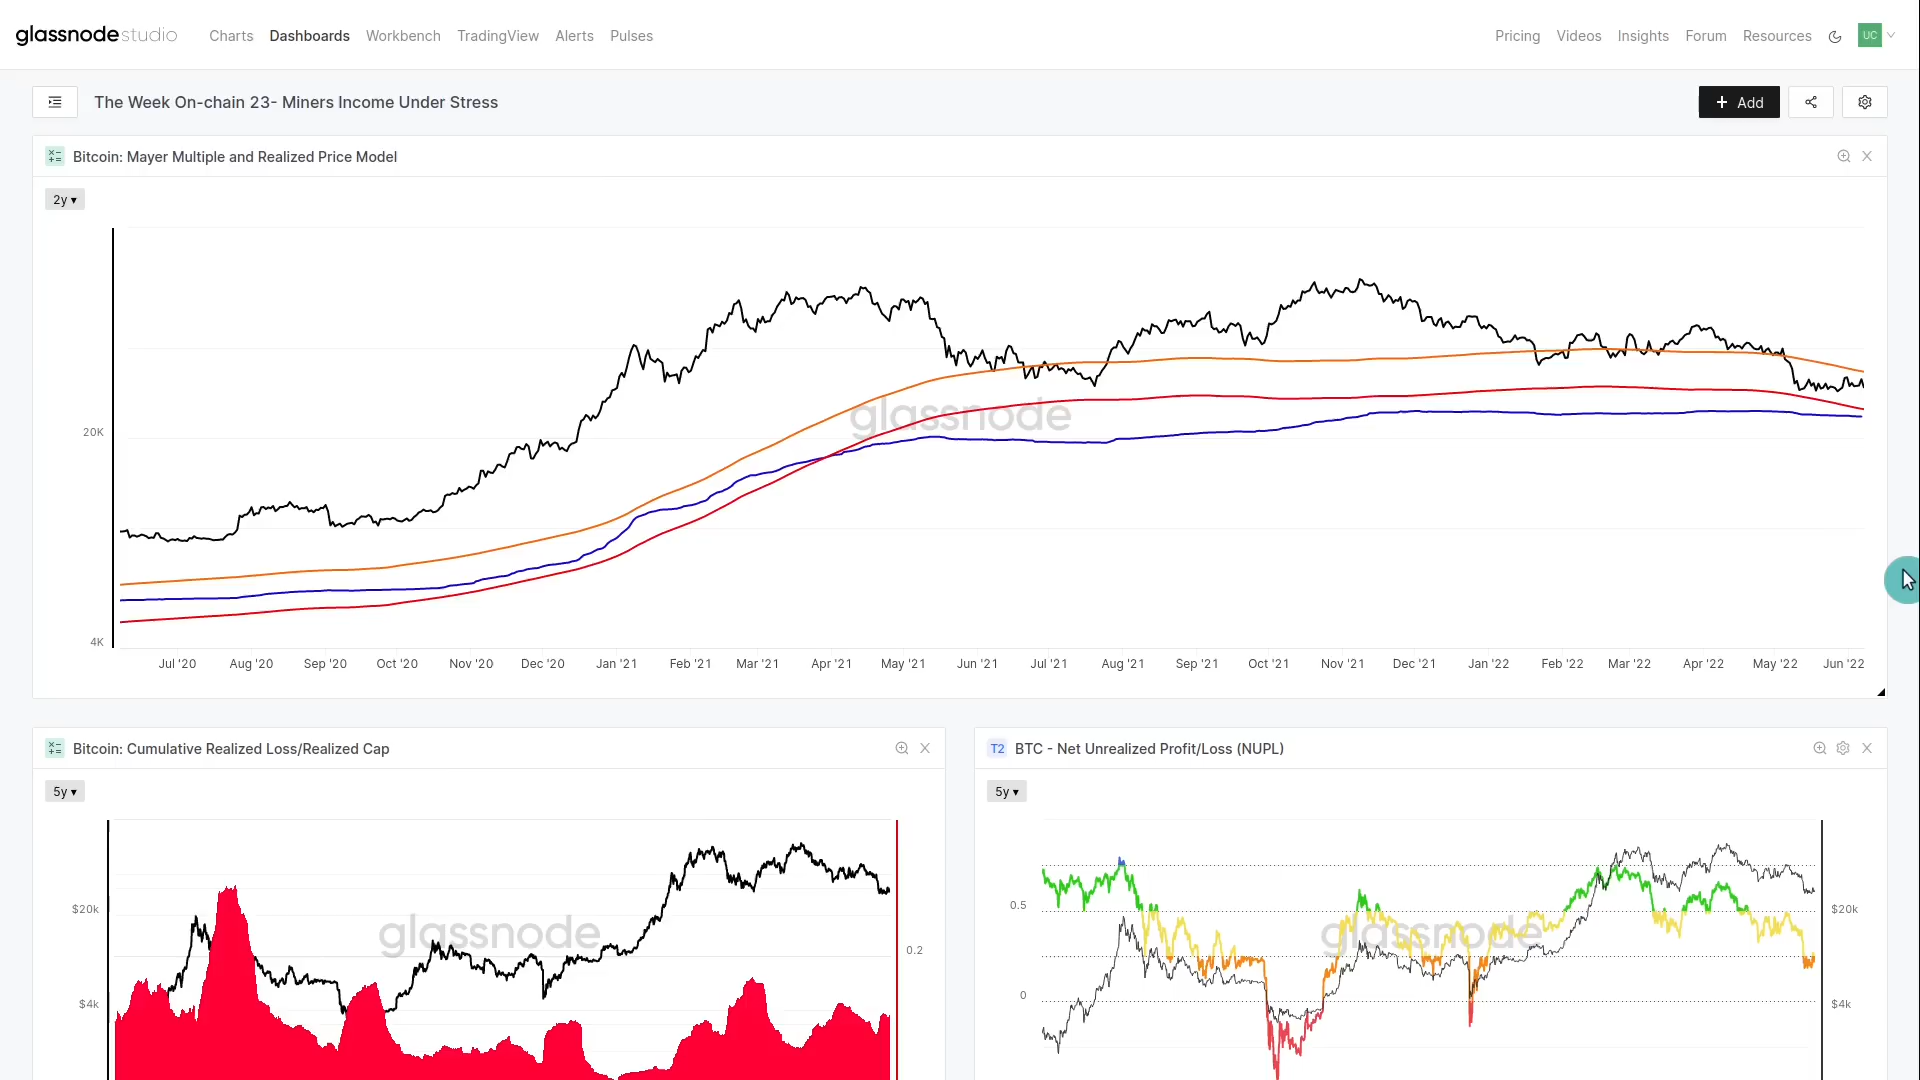 glassnodestudio Charts Dashboards Workbench TradingView Alerts Pulses Pricing Videos Insights Forum Resources UC
The Week On-chain 23- Miners Income Under Stress + Add
Bitcoin: Mayer Multiple and Realized Price Model
2y ▾
glassnode
20K
4K
Jul '20 Aug '20 Sep '20 Oct '20 Nov '20 Dec '20 Jan '21 Feb '21 Mar '21 Apr '21 May '21 Jun '21 Jul '21 Aug '21 Sep '21 Oct '21 Nov '21 Dec '21 Jan '22 Feb '22 Mar '22 Apr '22 May '22 Jun '22
Bitcoin: Cumulative Realized Loss/Realized Cap
5y ▾
$20k
glassnode
0.2
$4k
T2 BTC - Net Unrealized Profit/Loss (NUPL)
5y ▾
0.5
$20k
glassnode
0
$4k